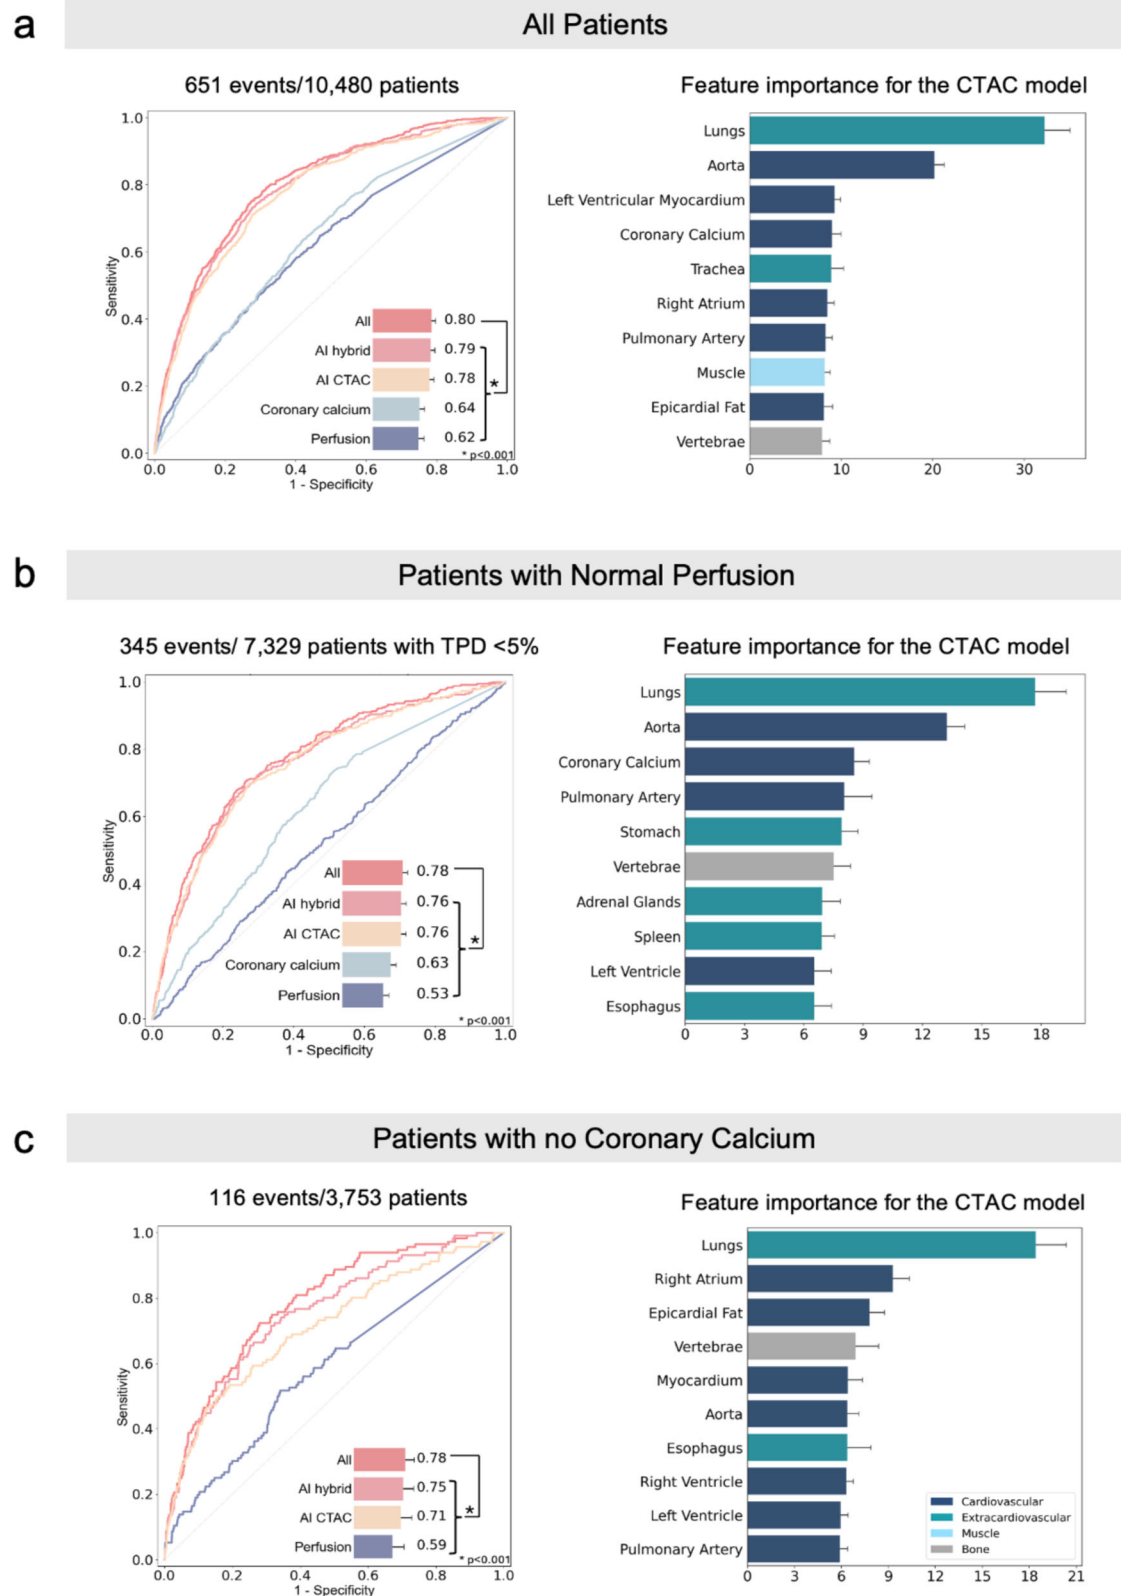 a
All Patients
651 events/10,480 patients
1.0
0.8
0.6
0.4
0.2
0.0
Sensitivity
All 0.80
AI hybrid 0.79
AI CTAC 0.78
Coronary calcium 0.64
Perfusion 0.62
*
* p<0.001
0.0 0.2 0.4 0.6 0.8 1.0
1 - Specificity
Feature importance for the CTAC model
Lungs
Aorta
Left Ventricular Myocardium
Coronary Calcium
Trachea
Right Atrium
Pulmonary Artery
Muscle
Epicardial Fat
Vertebrae
0 10 20 30
b
Patients with Normal Perfusion
345 events/ 7,329 patients with TPD <5%
1.0
0.8
0.6
0.4
0.2
0.0
Sensitivity
All 0.78
AI hybrid 0.76
AI CTAC 0.76
Coronary calcium 0.63
Perfusion 0.53
*
* p<0.001
0.0 0.2 0.4 0.6 0.8 1.0
1 - Specificity
Feature importance for the CTAC model
Lungs
Aorta
Coronary Calcium
Pulmonary Artery
Stomach
Vertebrae
Adrenal Glands
Spleen
Left Ventricle
Esophagus
0 3 6 9 12 15 18
c
Patients with no Coronary Calcium
116 events/3,753 patients
1.0
0.8
0.6
0.4
0.2
0.0
Sensitivity
All 0.78
AI hybrid 0.75
AI CTAC 0.71
Perfusion 0.59
*
* p<0.001
0.0 0.2 0.4 0.6 0.8 1.0
1 - Specificity
Feature importance for the CTAC model
Lungs
Right Atrium
Epicardial Fat
Vertebrae
Myocardium
Aorta
Esophagus
Right Ventricle
Left Ventricle
Pulmonary Artery
Cardiovascular
Extracardiovascular
Muscle
Bone
0 3 6 9 12 15 18 21